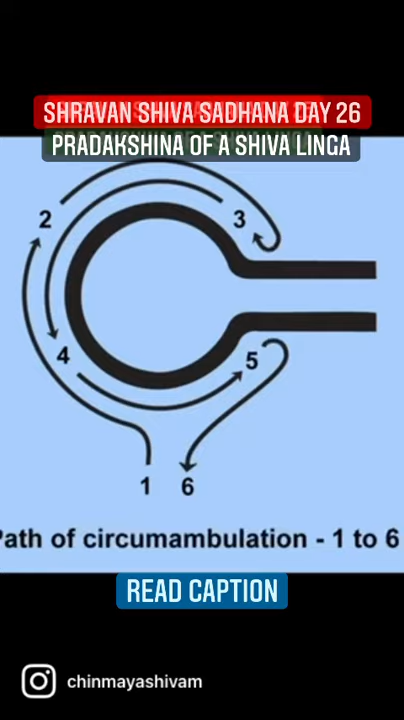 SHRAVAN SHIVA SADHANA DAY 26
PRADAKSHINA OF A SHIVA LINGA
2
3
4
5
1 6
ath of circumambulation - 1 to 6
READ CAPTION
chinmayashivam